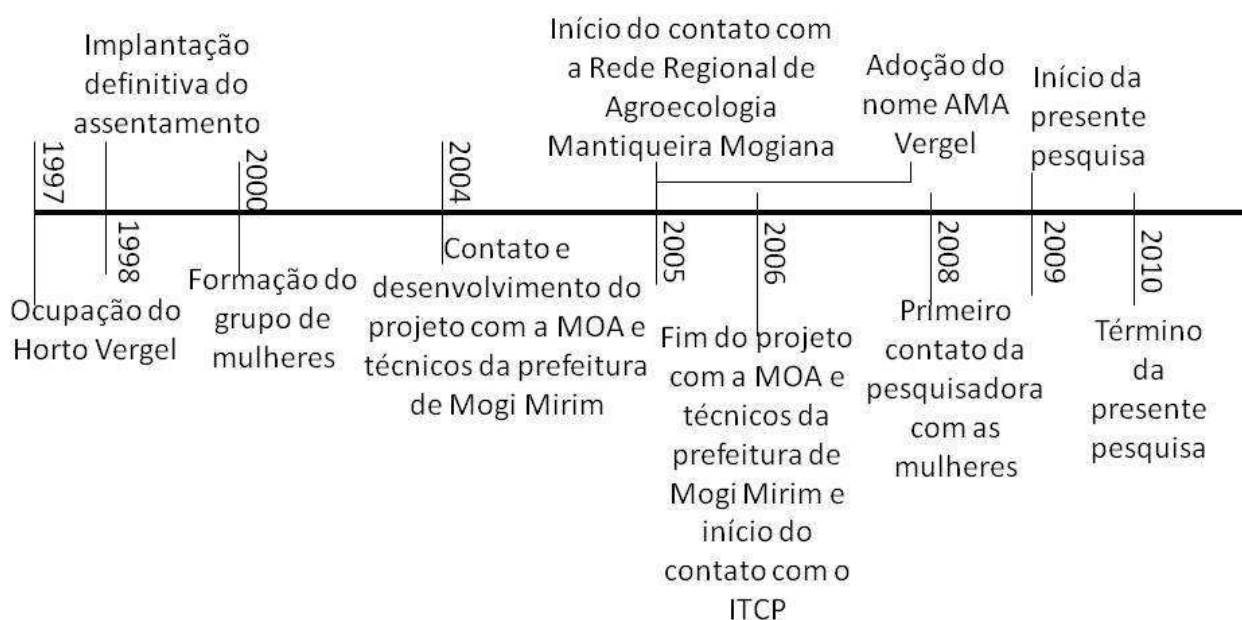 Implantação
definitiva do
assentamento
Início do contato com
a Rede Regional de
Agroecologia
Mantiqueira Mogiana
Adoção do
nome AMA
Vergel
Início da
presente
pesquisa
1997
1998
2000
2004
2005
2006
2008
2009
2010
Ocupação do
Horto Vergel
Formação do
grupo de
mulheres
Contato e
desenvolvimento do
projeto com a MOA e
técnicos da prefeitura
de Mogi Mirim
Fim do projeto
com a MOA e
técnicos da
prefeitura de
Mogi Mirim e
início do
contato com o
ITCP
Primeiro
contato da
pesquisadora
com as
mulheres
Término
da
presente
pesquisa